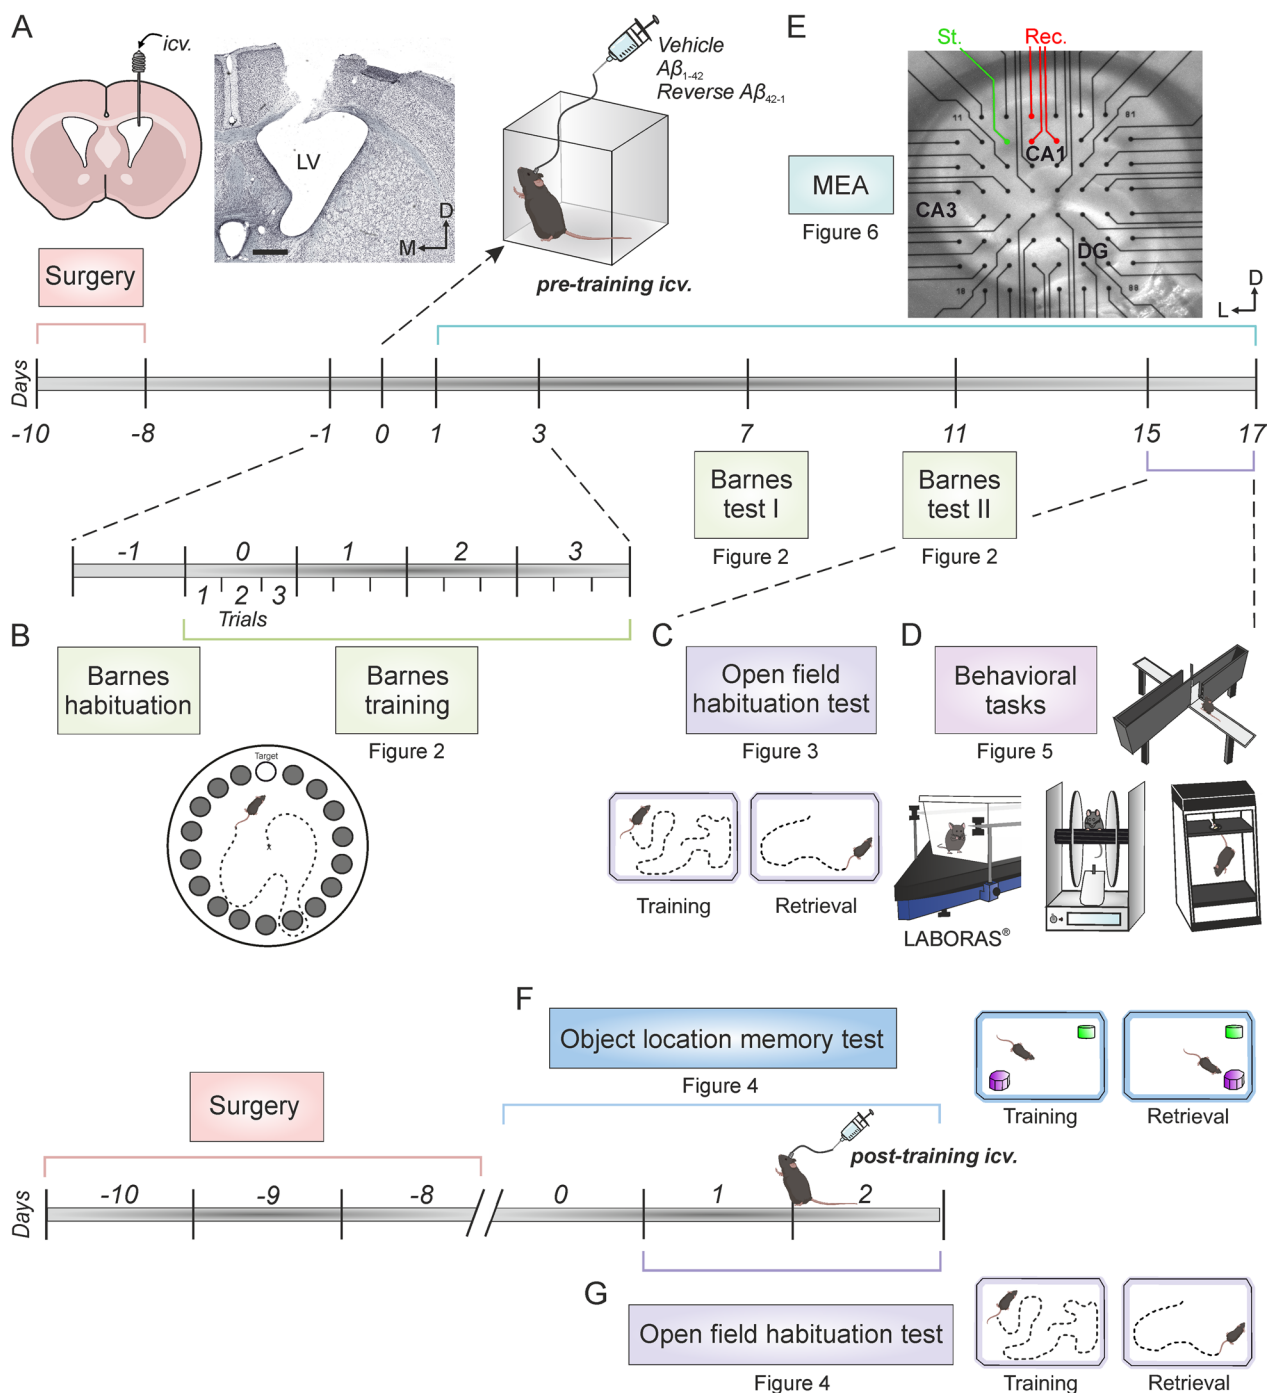 A
icv.
LV
D
M
Vehicle
Aβ1-42
Reverse Aβ42-1
pre-training icv.
E
St.
Rec.
11
81
CA1
CA3
DG
18
88
D
L
MEA
Figure 6
Surgery
Days
-10
-8
-1
0
1
3
7
11
15
17
Barnes
test I
Figure 2
Barnes
test II
Figure 2
-1
0
1
2
3
1
2
3
Trials
B
Barnes
habituation
Barnes
training
Figure 2
Target
C
Open field
habituation test
Figure 3
Training
Retrieval
D
Behavioral
tasks
Figure 5
LABORAS®
F
Object location memory test
Figure 4
Training
Retrieval
Surgery
post-training icv.
Days
-10
-9
-8
0
1
2
G
Open field habituation test
Figure 4
Training
Retrieval